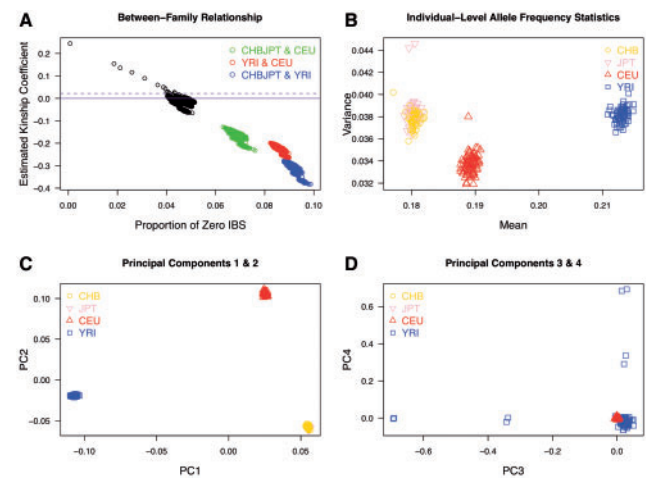 A
Between–Family Relationship
Estimated Kinship Coefficient
0.2
0.1
0.0
−0.1
−0.2
−0.3
−0.4
CHBJPT & CEU
YRI & CEU
CHBJPT & YRI
0.00
0.02
0.04
0.06
0.08
0.10
Proportion of Zero IBS
B
Individual–Level Allele Frequency Statistics
Variance
0.044
0.040
0.038
0.034
0.032
CHB
JPT
CEU
YRI
0.18
0.19
0.20
0.21
Mean
C
Principal Components 1 & 2
PC2
0.10
0.05
0.00
−0.05
CHB
JPT
CEU
YRI
−0.10
−0.05
0.00
0.05
PC1
D
Principal Components 3 & 4
PC4
0.6
0.4
0.2
0.0
CHB
JPT
CEU
YRI
−0.6
−0.4
−0.2
0.0
PC3